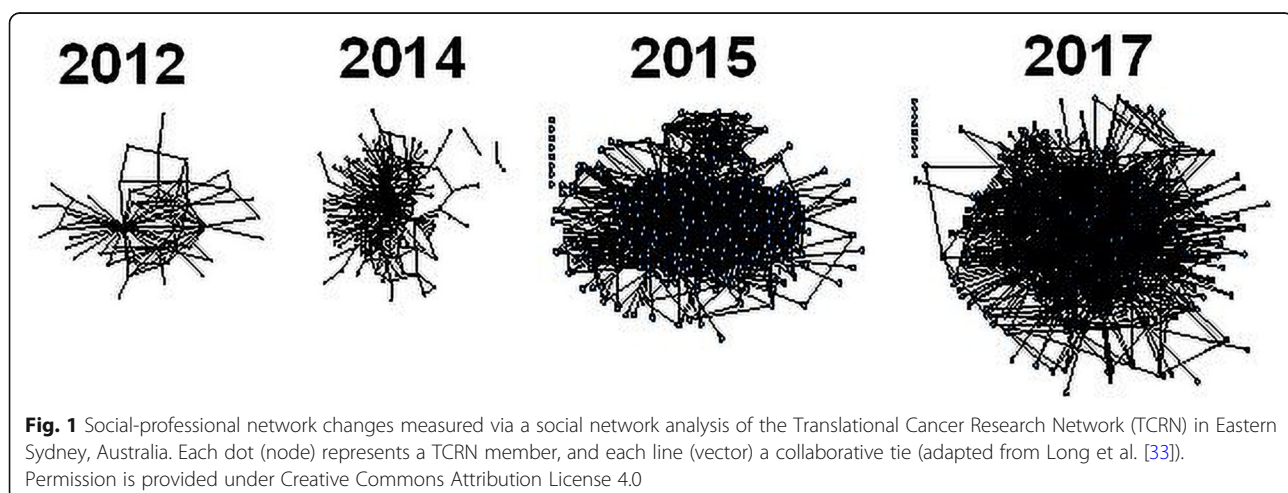 2012 2014 2015 2017
Fig. 1 Social-professional network changes measured via a social network analysis of the Translational Cancer Research Network (TCRN) in Eastern
Sydney, Australia. Each dot (node) represents a TCRN member, and each line (vector) a collaborative tie (adapted from Long et al. [33]).
Permission is provided under Creative Commons Attribution License 4.0